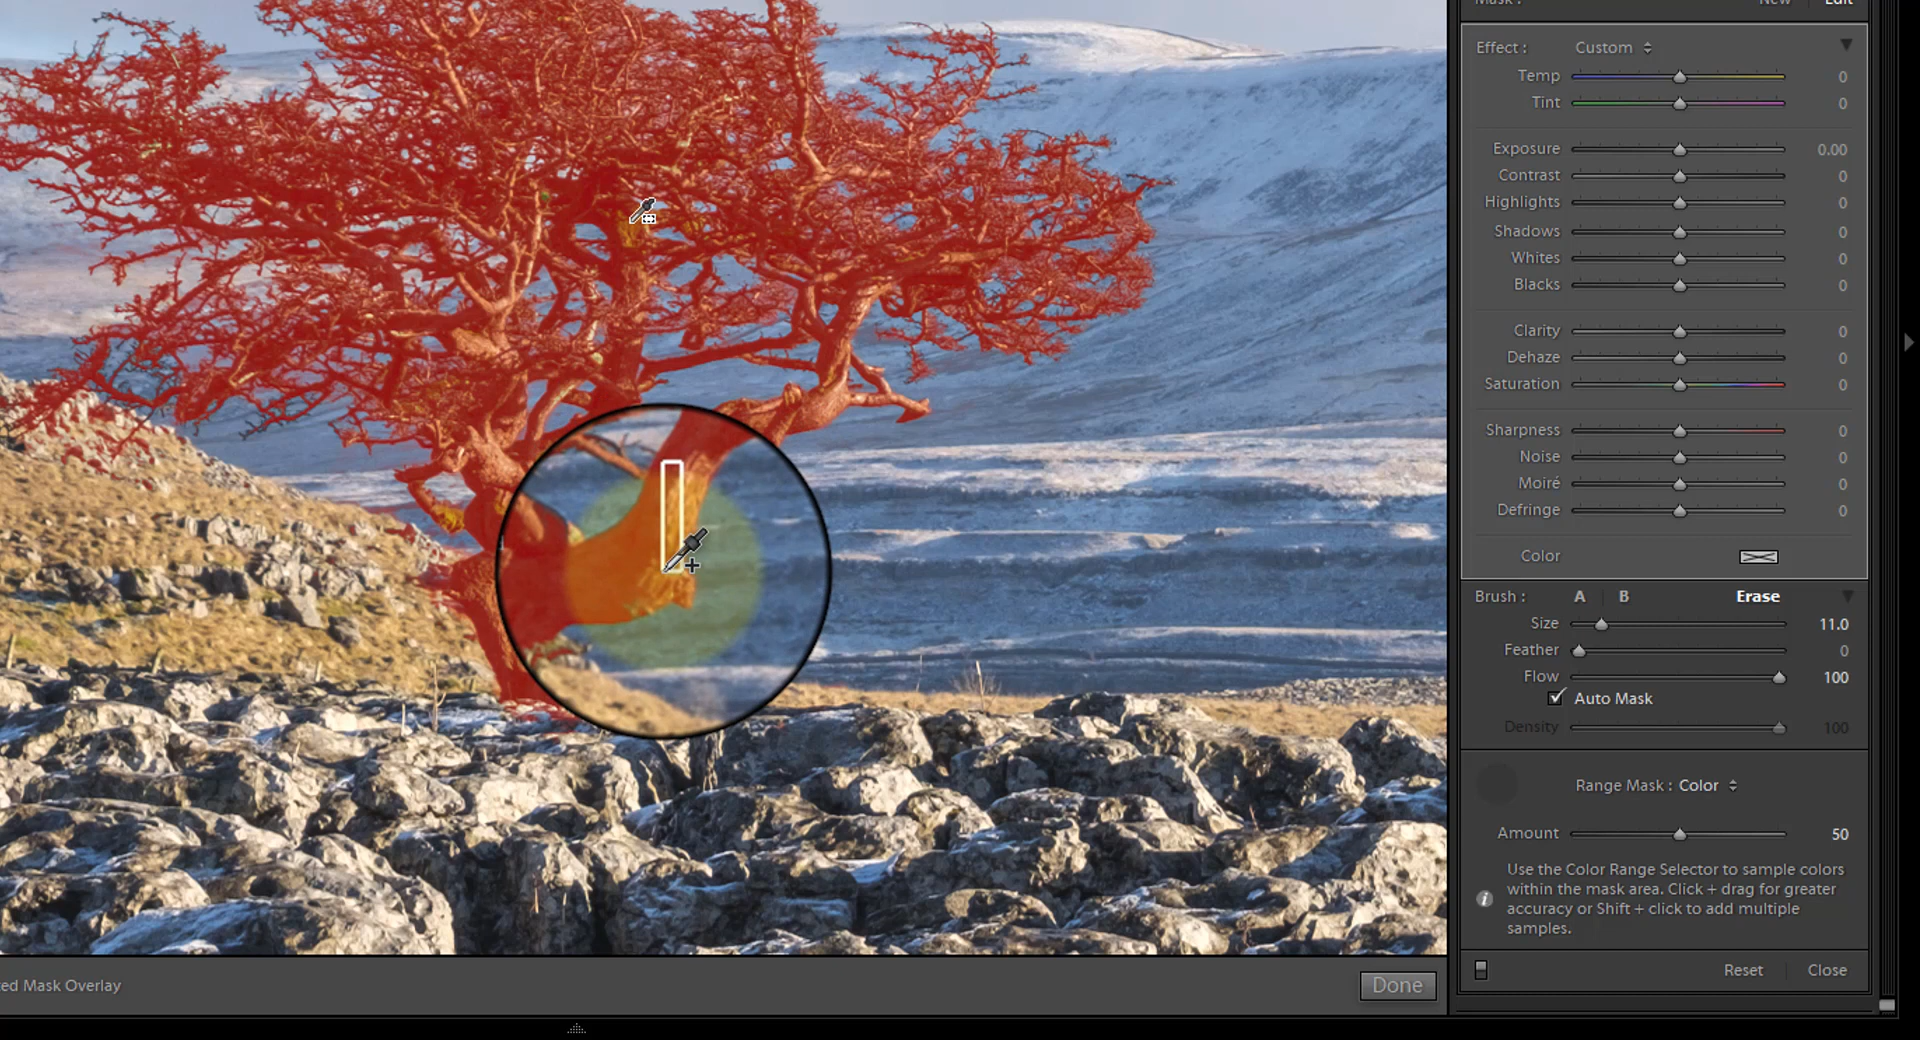 Mask : New Edit
Effect : Custom
Temp 0
Tint 0
Exposure 0.00
Contrast 0
Highlights 0
Shadows 0
Whites 0
Blacks 0
Clarity 0
Dehaze 0
Saturation 0
Sharpness 0
Noise 0
Moiré 0
Defringe 0
Color
Brush : A B Erase
Size 11.0
Feather 0
Flow 100
Auto Mask
Density 100
Range Mask : Color
Amount 50
Use the Color Range Selector to sample colors
within the mask area. Click + drag for greater
accuracy or Shift + click to add multiple
samples.
Reset Close
ed Mask Overlay
Done